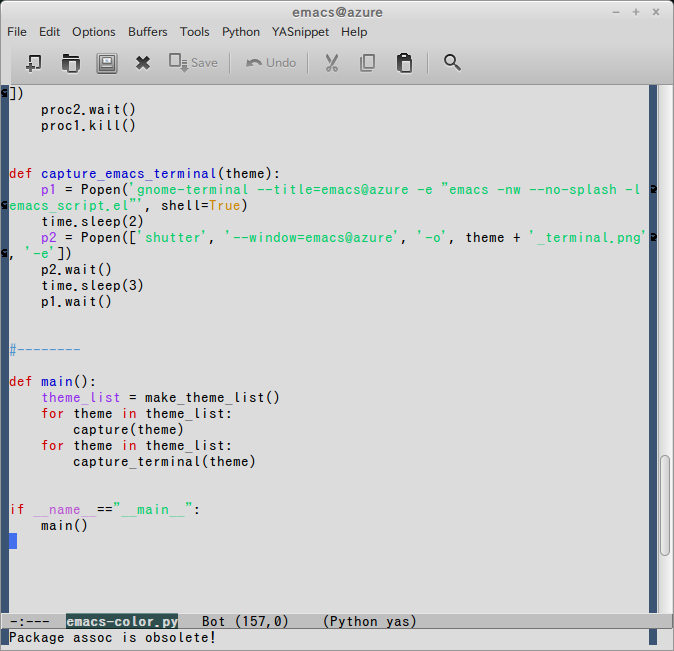 emacs@azure
File Edit Options Buffers Tools Python YASnippet Help
Save Undo
])
    proc2.wait()
    proc1.kill()
def capture_emacs_terminal(theme):
    p1 = Popen('gnome-terminal --title=emacs@azure -e "emacs -nw --no-splash -l
emacs_script.el"', shell=True)
    time.sleep(2)
    p2 = Popen(['shutter', '--window=emacs@azure', '-o', theme + '_terminal.png'
, '-e'])
    p2.wait()
    time.sleep(3)
    p1.wait()
#--------
def main():
    theme_list = make_theme_list()
    for theme in theme_list:
        capture(theme)
    for theme in theme_list:
        capture_terminal(theme)
if __name__=="__main__":
    main()
-:--- emacs-color.py Bot (157,0) (Python yas)
Package assoc is obsolete!